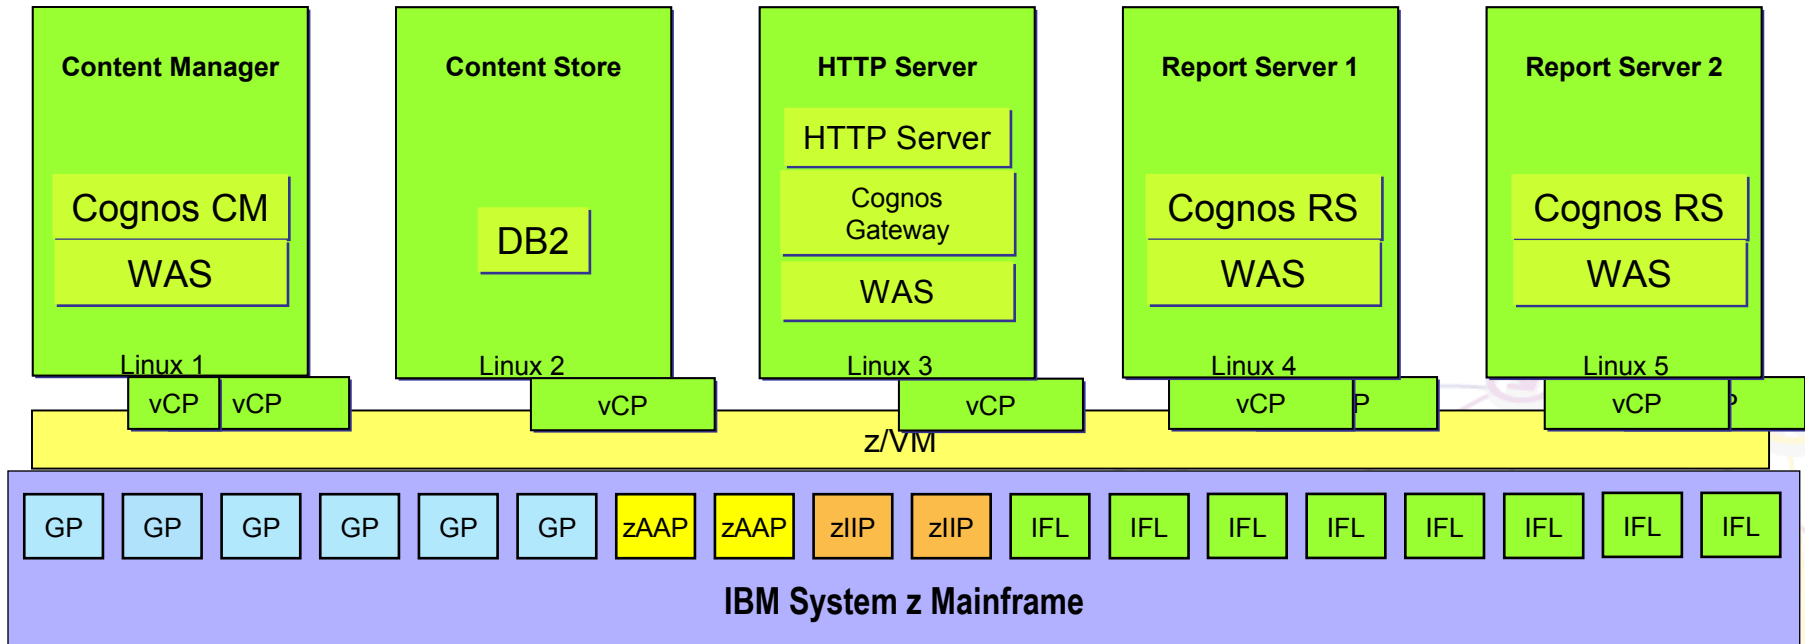 Content Manager
Cognos CM
WAS
Linux 1
vCP
vCP
Content Store
DB2
Linux 2
vCP
HTTP Server
HTTP Server
Cognos
Gateway
WAS
Linux 3
vCP
Report Server 1
Cognos RS
WAS
Linux 4
vCP
P
Report Server 2
Cognos RS
WAS
Linux 5
vCP
z/VM
GP GP GP GP GP GP zAAP zAAP zIIP zIIP IFL IFL IFL IFL IFL IFL IFL IFL
IBM System z Mainframe